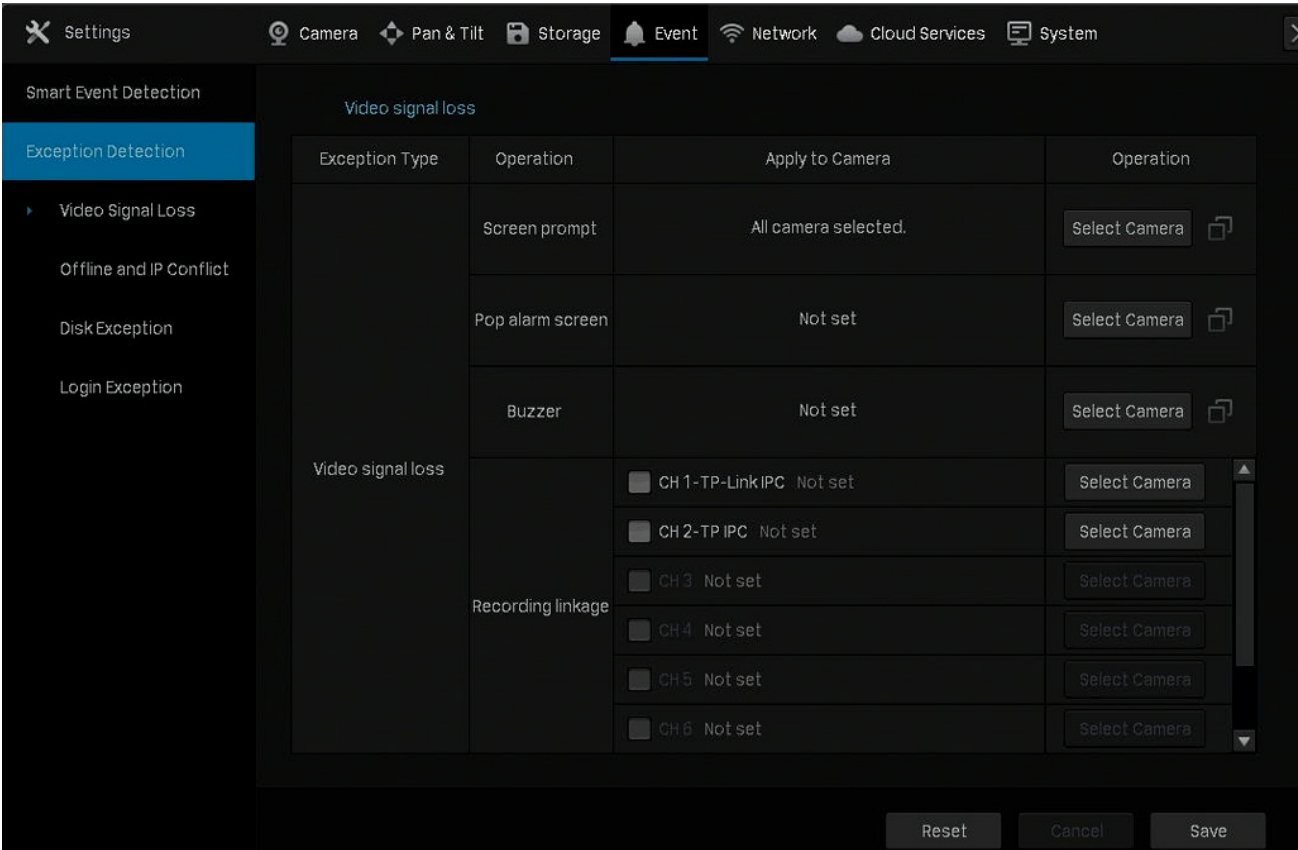 Settings
Camera
Pan & Tilt
Storage
Event
Network
Cloud Services
System
Smart Event Detection
Exception Detection
Video Signal Loss
Offline and IP Conflict
Disk Exception
Login Exception
Video signal loss
Exception Type
Operation
Apply to Camera
Operation
Video signal loss
Screen prompt
All camera selected.
Select Camera
Pop alarm screen
Not set
Select Camera
Buzzer
Not set
Select Camera
Recording linkage
CH 1-TP-Link IPC Not set
Select Camera
CH 2-TP IPC Not set
Select Camera
CH 3 Not set
Select Camera
CH 4 Not set
Select Camera
CH 5 Not set
Select Camera
CH 6 Not set
Select Camera
Reset
Cancel
Save